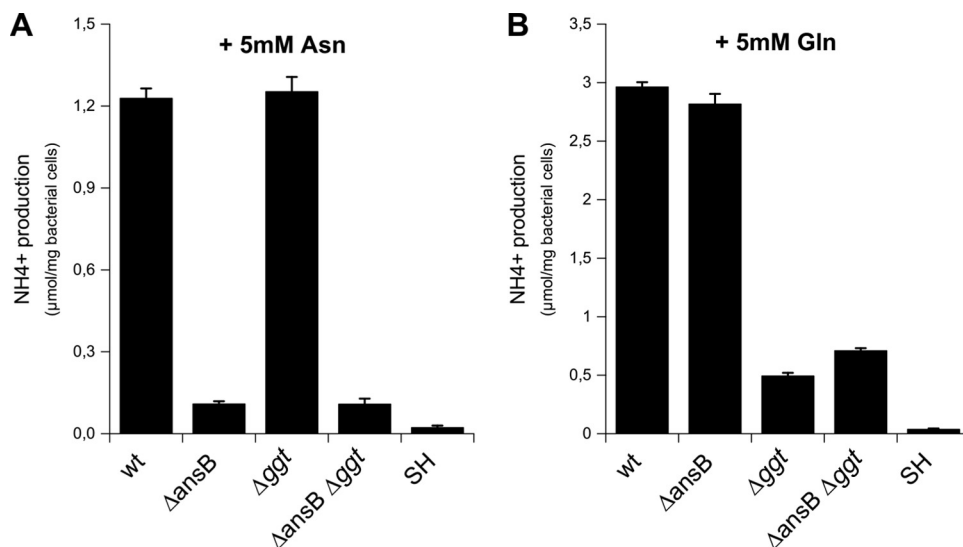 A
+ 5mM Asn
NH4+ production
(µmol/mg bacterial cells)
1,5
1,2
0,9
0,6
0,3
0,0
wt
ΔansB
Δggt
ΔansB Δggt
SH
B
+ 5mM Gln
NH4+ production
(µmol/mg bacterial cells)
3,5
3
2,5
2
1,5
1
0,5
0
wt
ΔansB
Δggt
ΔansB Δggt
SH